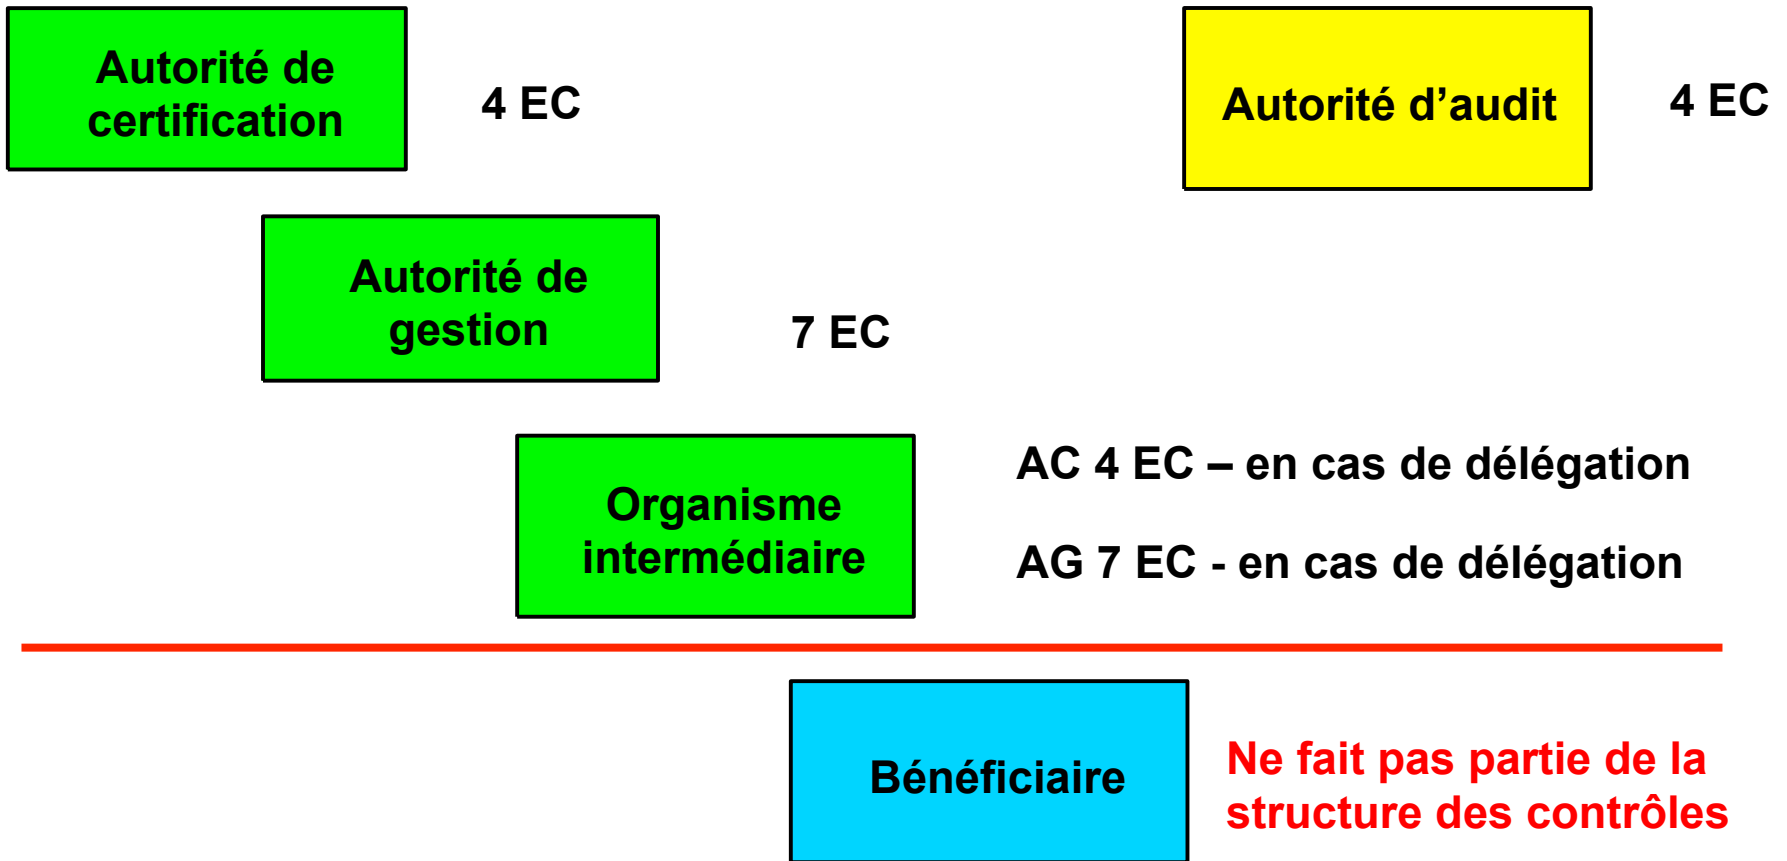 Autorité de
certification
4 EC
Autorité d’audit
4 EC
Autorité de
gestion
7 EC
Organisme
intermédiaire
AC 4 EC – en cas de délégation
AG 7 EC - en cas de délégation
Bénéficiaire
Ne fait pas partie de la
structure des contrôles